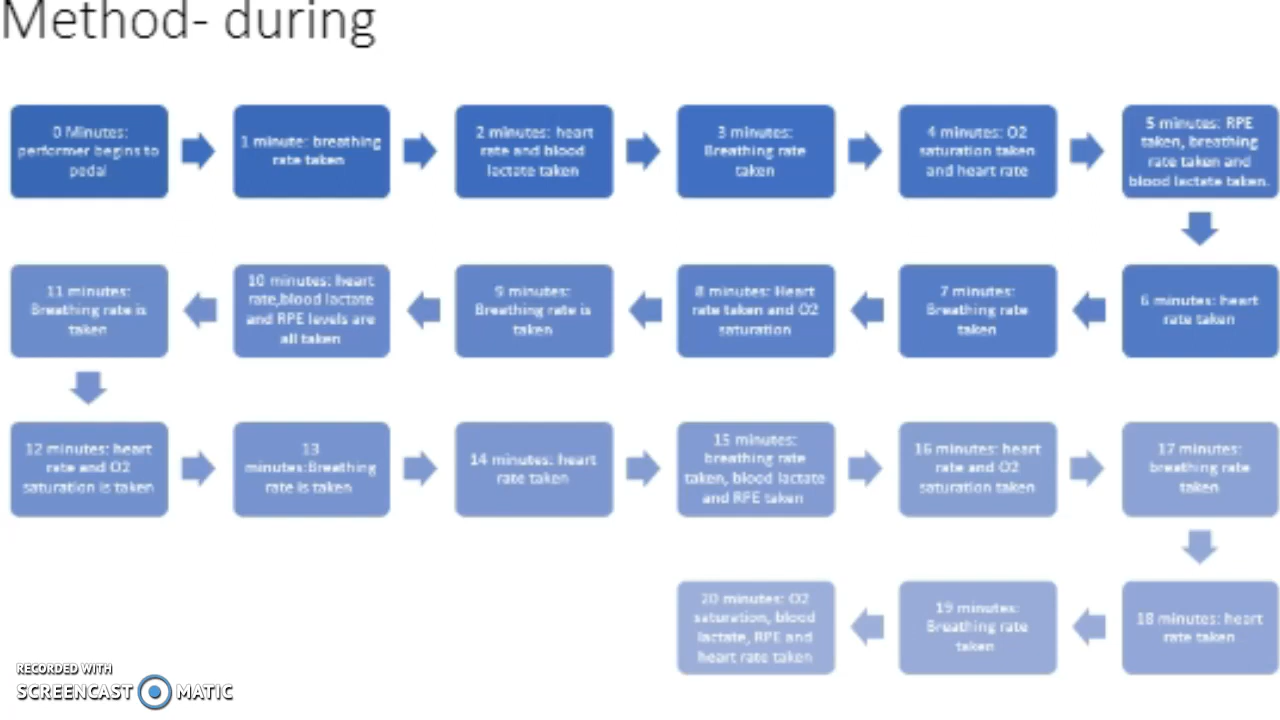 Method- during
0 Minutes:
performer begins to
pedal
1 minute: breathing
rate taken
2 minutes: heart
rate and blood
lactate taken
3 minutes:
Breathing rate
taken
4 minutes: O2
saturation taken
and heart rate
5 minutes: RPE
taken, breathing
rate taken and
blood lactate taken.
6 minutes: heart
rate taken
7 minutes:
Breathing rate
taken
8 minutes: Heart
rate taken and O2
saturation
9 minutes:
Breathing rate is
taken
10 minutes: heart
rate,blood lactate
and RPE levels are
all taken
11 minutes:
Breathing rate is
taken
12 minutes: heart
rate and O2
saturation is taken
13
minutes:Breathing
rate is taken
14 minutes: heart
rate taken
15 minutes:
breathing rate
taken, blood lactate
and RPE taken
16 minutes: heart
rate and O2
saturation taken
17 minutes:
breathing rate
taken
18 minutes: heart
rate taken
19 minutes:
Breathing rate
taken
20 minutes: O2
saturation, blood
lactate, RPE and
heart rate taken
RECORDED WITH
SCREENCAST MATIC